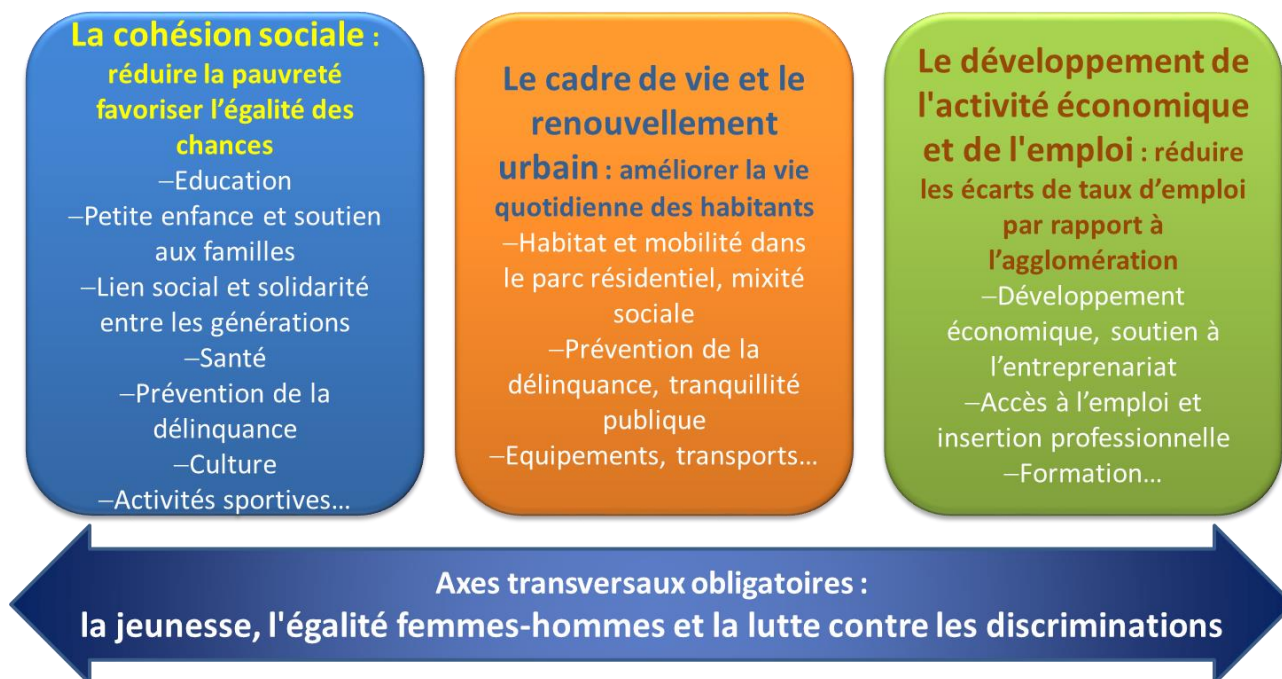 La cohésion sociale :
réduire la pauvreté
favoriser l’égalité des
chances
–Education
–Petite enfance et soutien
aux familles
–Lien social et solidarité
entre les générations
–Santé
–Prévention de la
délinquance
–Culture
–Activités sportives…
Le cadre de vie et le
renouvellement
urbain : améliorer la vie
quotidienne des habitants
–Habitat et mobilité dans
le parc résidentiel, mixité
sociale
–Prévention de la
délinquance, tranquillité
publique
–Equipements, transports…
Le développement de
l'activité économique
et de l'emploi : réduire
les écarts de taux d’emploi
par rapport à
l’agglomération
–Développement
économique, soutien à
l’entreprenariat
–Accès à l’emploi et
insertion professionnelle
–Formation…
Axes transversaux obligatoires :
la jeunesse, l'égalité femmes-hommes et la lutte contre les discriminations